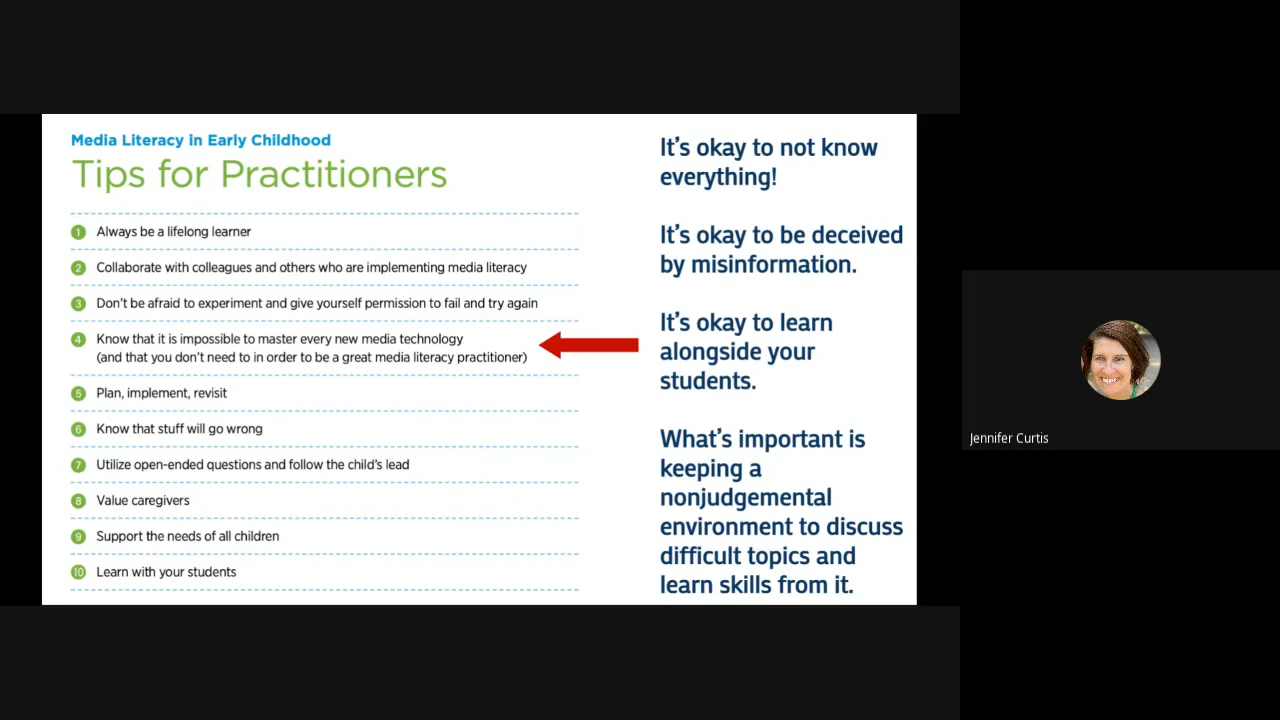 Media Literacy in Early Childhood
Tips for Practitioners
1 Always be a lifelong learner
2 Collaborate with colleagues and others who are implementing media literacy
3 Don't be afraid to experiment and give yourself permission to fail and try again
4 Know that it is impossible to master every new media technology
(and that you don't need to in order to be a great media literacy practitioner)
5 Plan, implement, revisit
6 Know that stuff will go wrong
7 Utilize open-ended questions and follow the child's lead
8 Value caregivers
9 Support the needs of all children
10 Learn with your students
It's okay to not know
everything!
It's okay to be deceived
by misinformation.
It's okay to learn
alongside your
students.
What's important is
keeping a
nonjudgemental
environment to discuss
difficult topics and
learn skills from it.
Jennifer Curtis